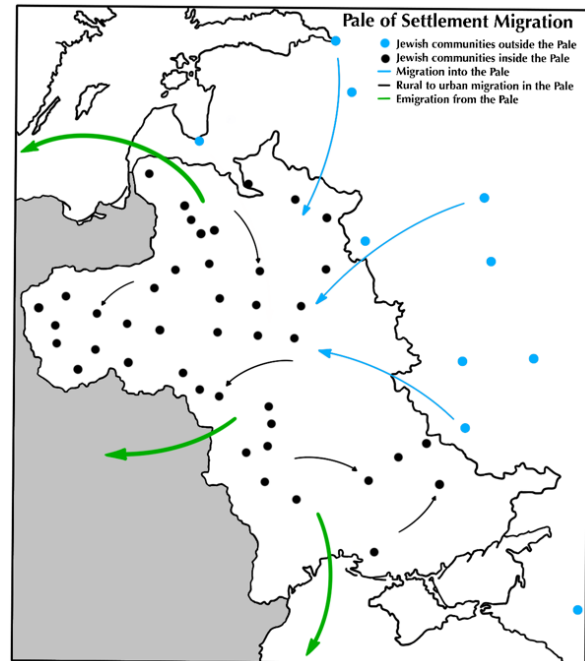 Pale of Settlement Migration
Jewish communities outside the Pale
Jewish communities inside the Pale
Migration into the Pale
Rural to urban migration in the Pale
Emigration from the Pale